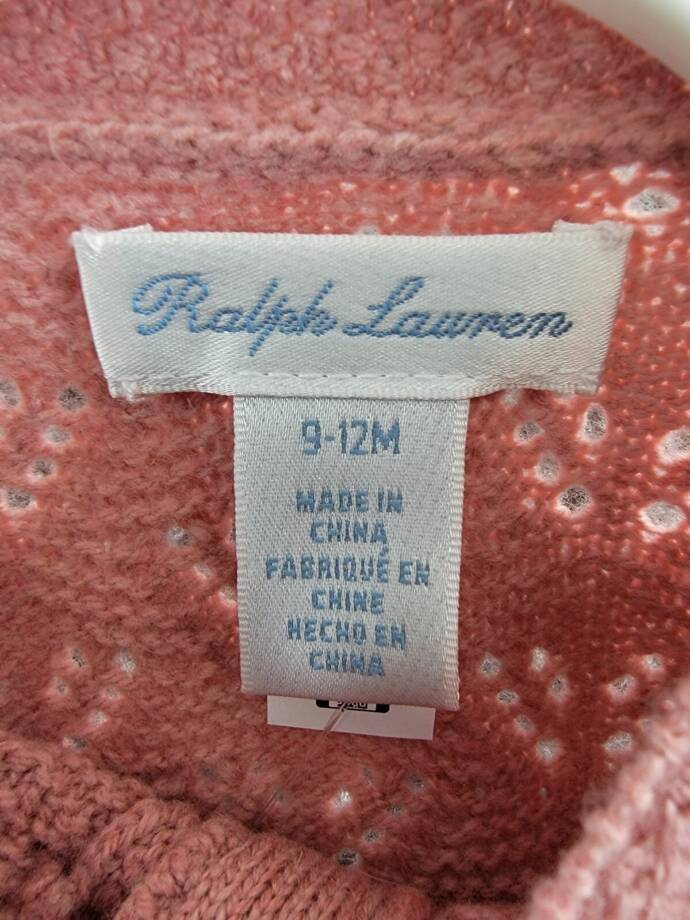 Ralph Lauren
9-12M
MADE IN
CHINA
FABRIQUÉ EN
CHINE
HECHO EN
CHINA